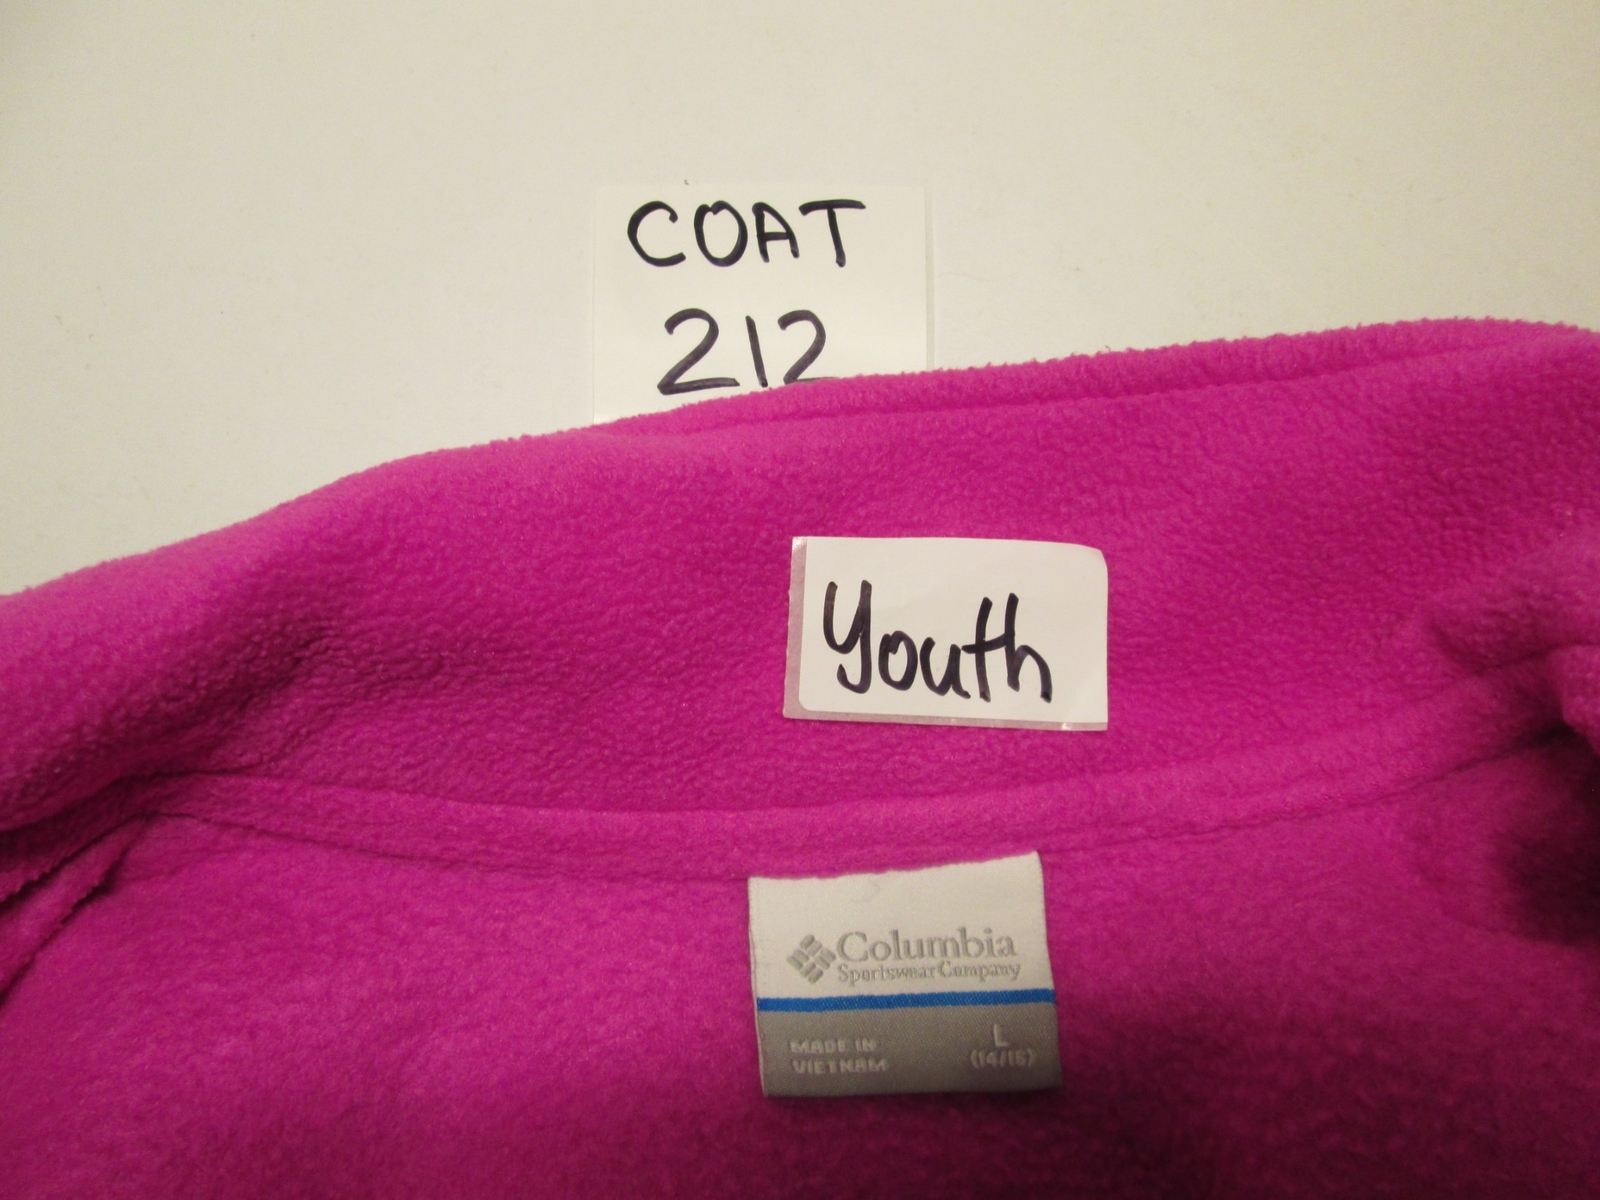 COAT
212
Youth
Columbia
Sportswear Company
MADE IN
VIETNAM
L
(14/16)